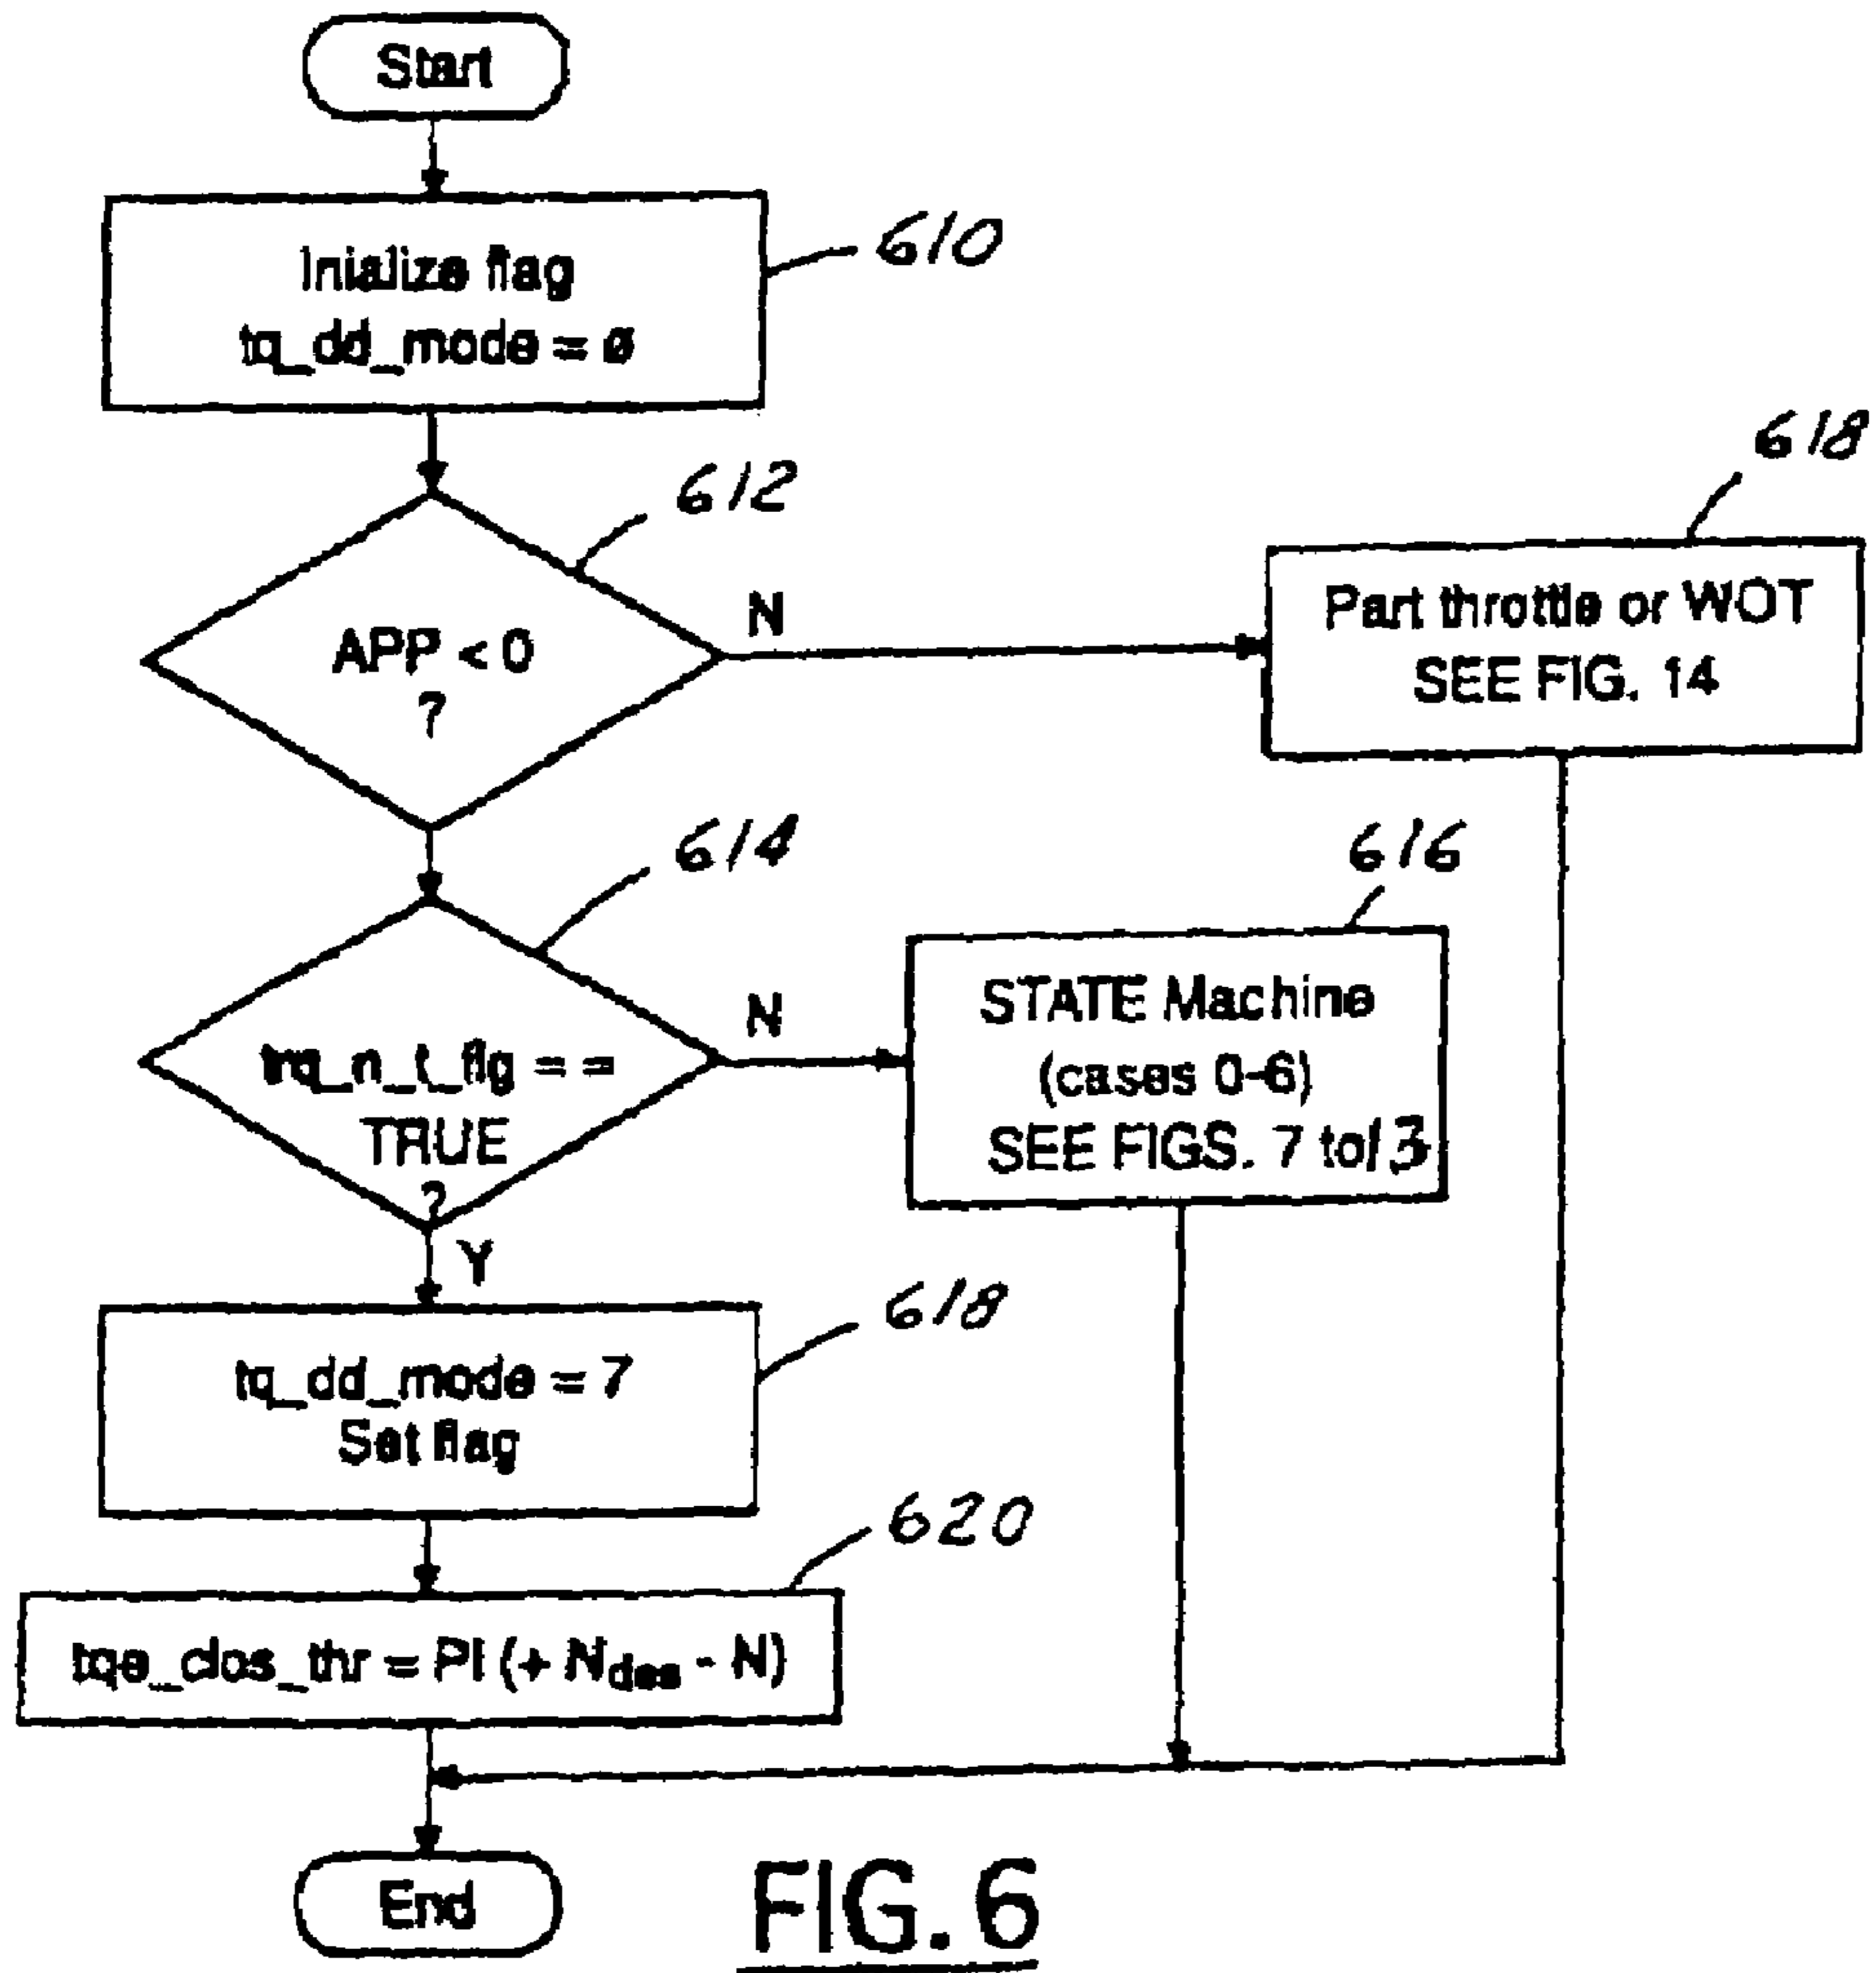 Start
Inialize flag
tq_dd_mode = ø
610
612
APP < 0
?
N
618
Part throttle or WOT
SEE FIG. 14
614
trq_n_t_flg = =
TRUE
?
N
616
STATE Machine
(cases 0-6)
SEE FIGS. 7 to 13
Y
618
tq_dd_mode = 7
Set flag
620
tqe_clos_thr = PI (+ Ndes - N)
End
FIG. 6